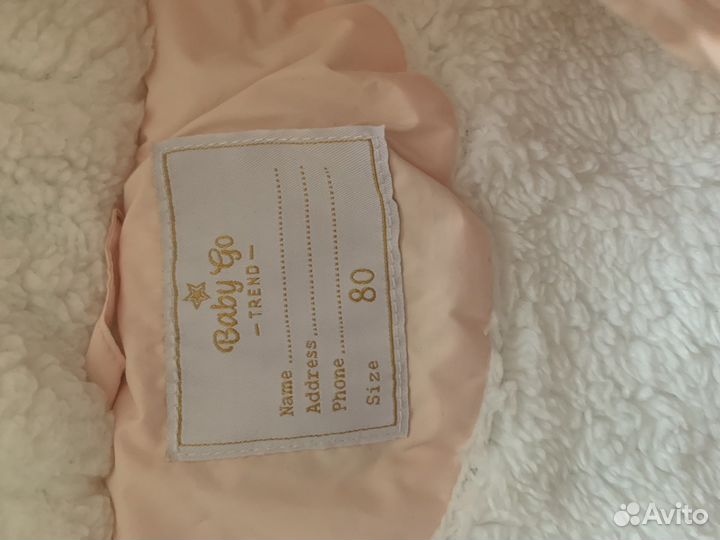 Baby Go
— TREND —
Name..............................
Address..........................
Phone.............................
Size 80
Avito